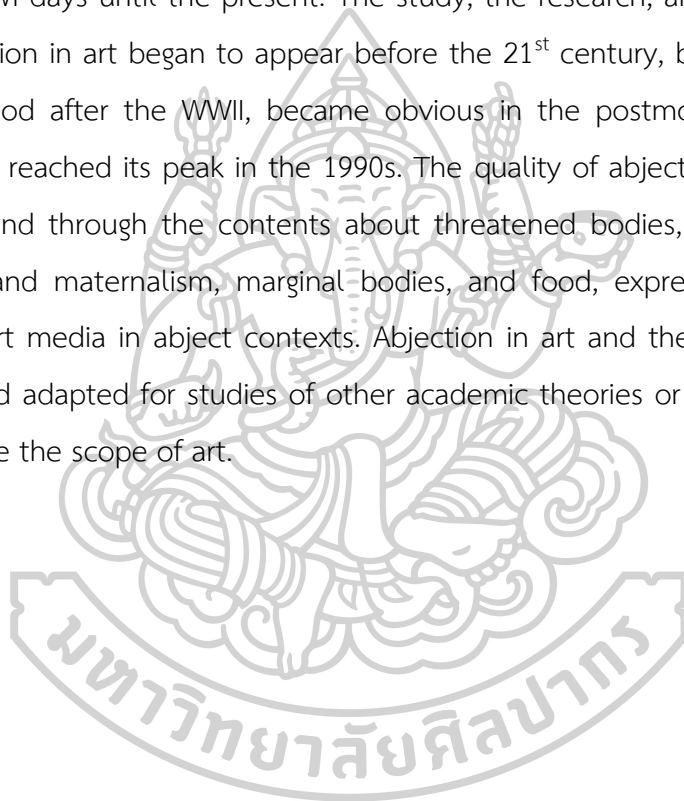 days until the present. The study, the research, a
ion in art began to appear before the 21st century, b
od after the WWII, became obvious in the postmo
reached its peak in the 1990s. The quality of abject
nd through the contents about threatened bodies,
and maternalism, marginal bodies, and food, expre
rt media in abject contexts. Abjection in art and the
d adapted for studies of other academic theories or
e the scope of art.
มหาวิทยาลัยศิลปากร